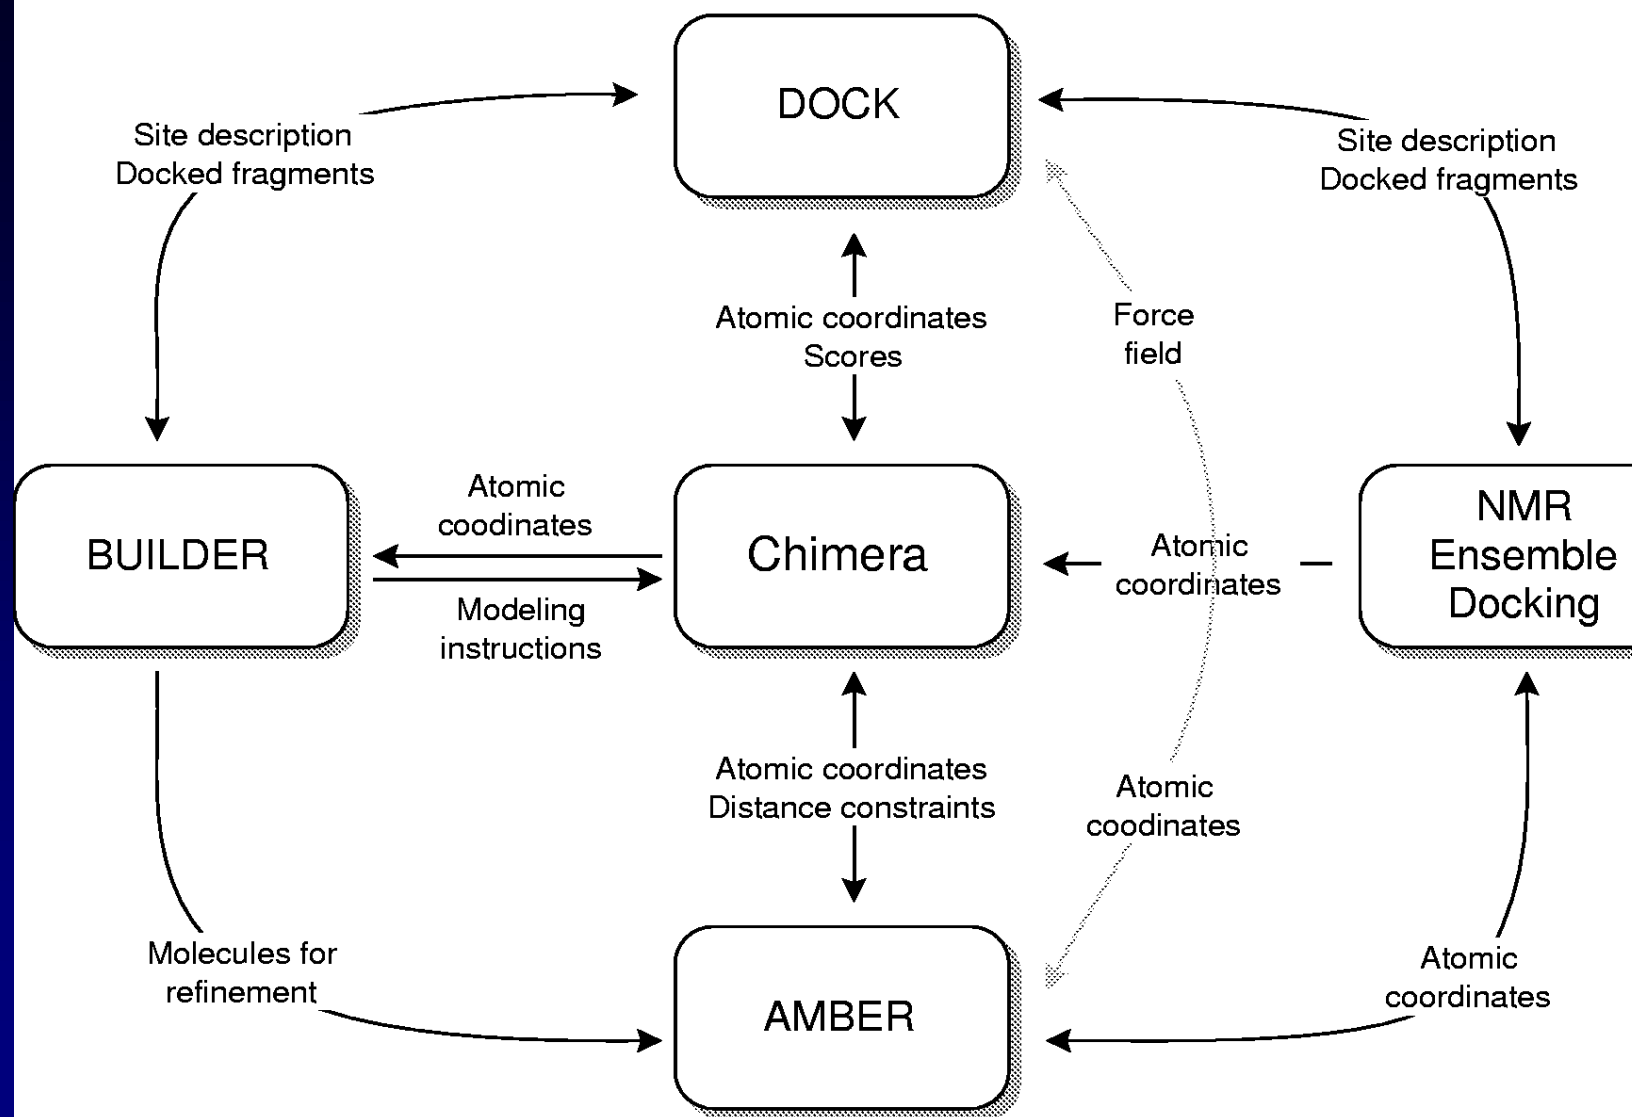 DOCK
Site description
Docked fragments
Site description
Docked fragments
Atomic coordinates
Scores
Force
field
BUILDER
Atomic
coodinates
Modeling
instructions
Chimera
Atomic
coordinates
NMR
Ensemble
Docking
Atomic coordinates
Distance constraints
Atomic
coodinates
Molecules for
refinement
AMBER
Atomic
coordinates